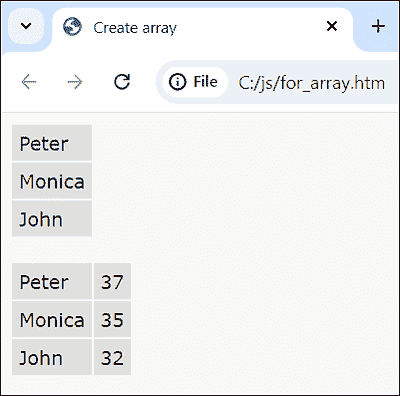 Create array
File C:/js/for_array.htm
Peter
Monica
John
Peter 37
Monica 35
John 32